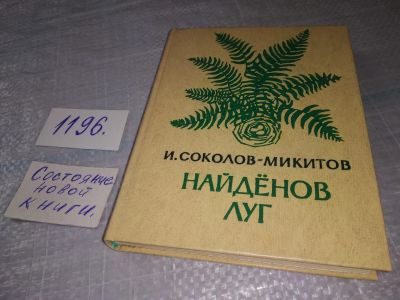 1196.
Состояние
новой
книги.
И. СОКОЛОВ-МИКИТОВ
НАЙДЁНОВ
ЛУГ